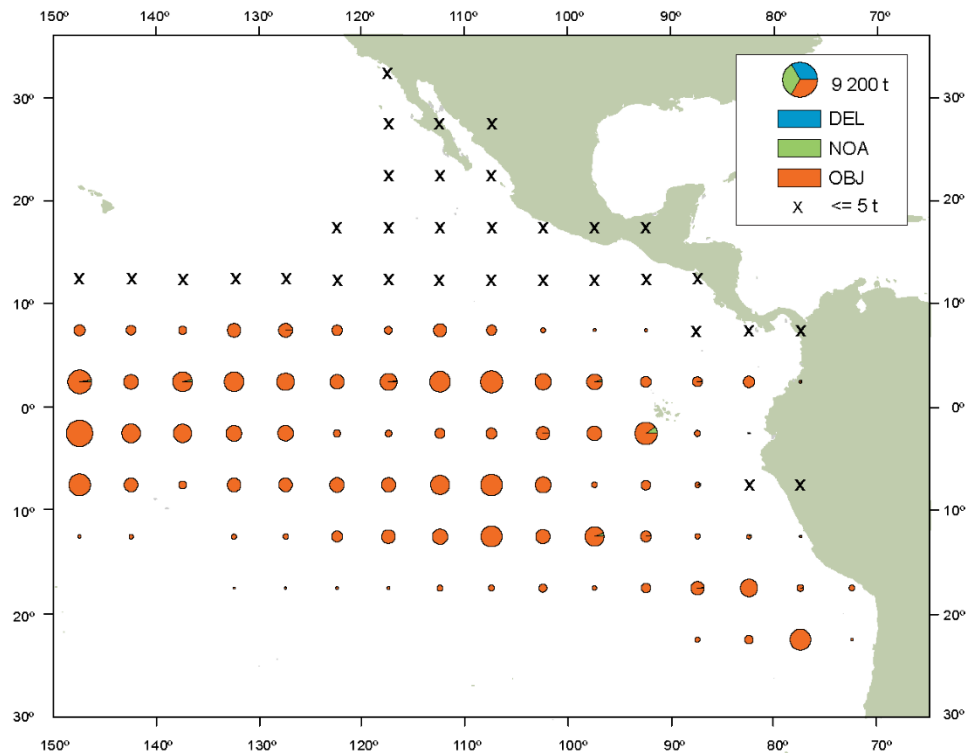 150º 140º 130º 120º 110º 100º 90º 80º 70º
9 200 t
30º 30º
DEL
NOA
OBJ
20º 20º
x <= 5 t
x
x x x
x x x
x x x x x x x
x x x x x x x x x x x x x
10º 10º
x x x
0º 0º
x x
10º 10º
20º 20º
30º 30º
150º 140º 130º 120º 110º 100º 90º 80º 70º